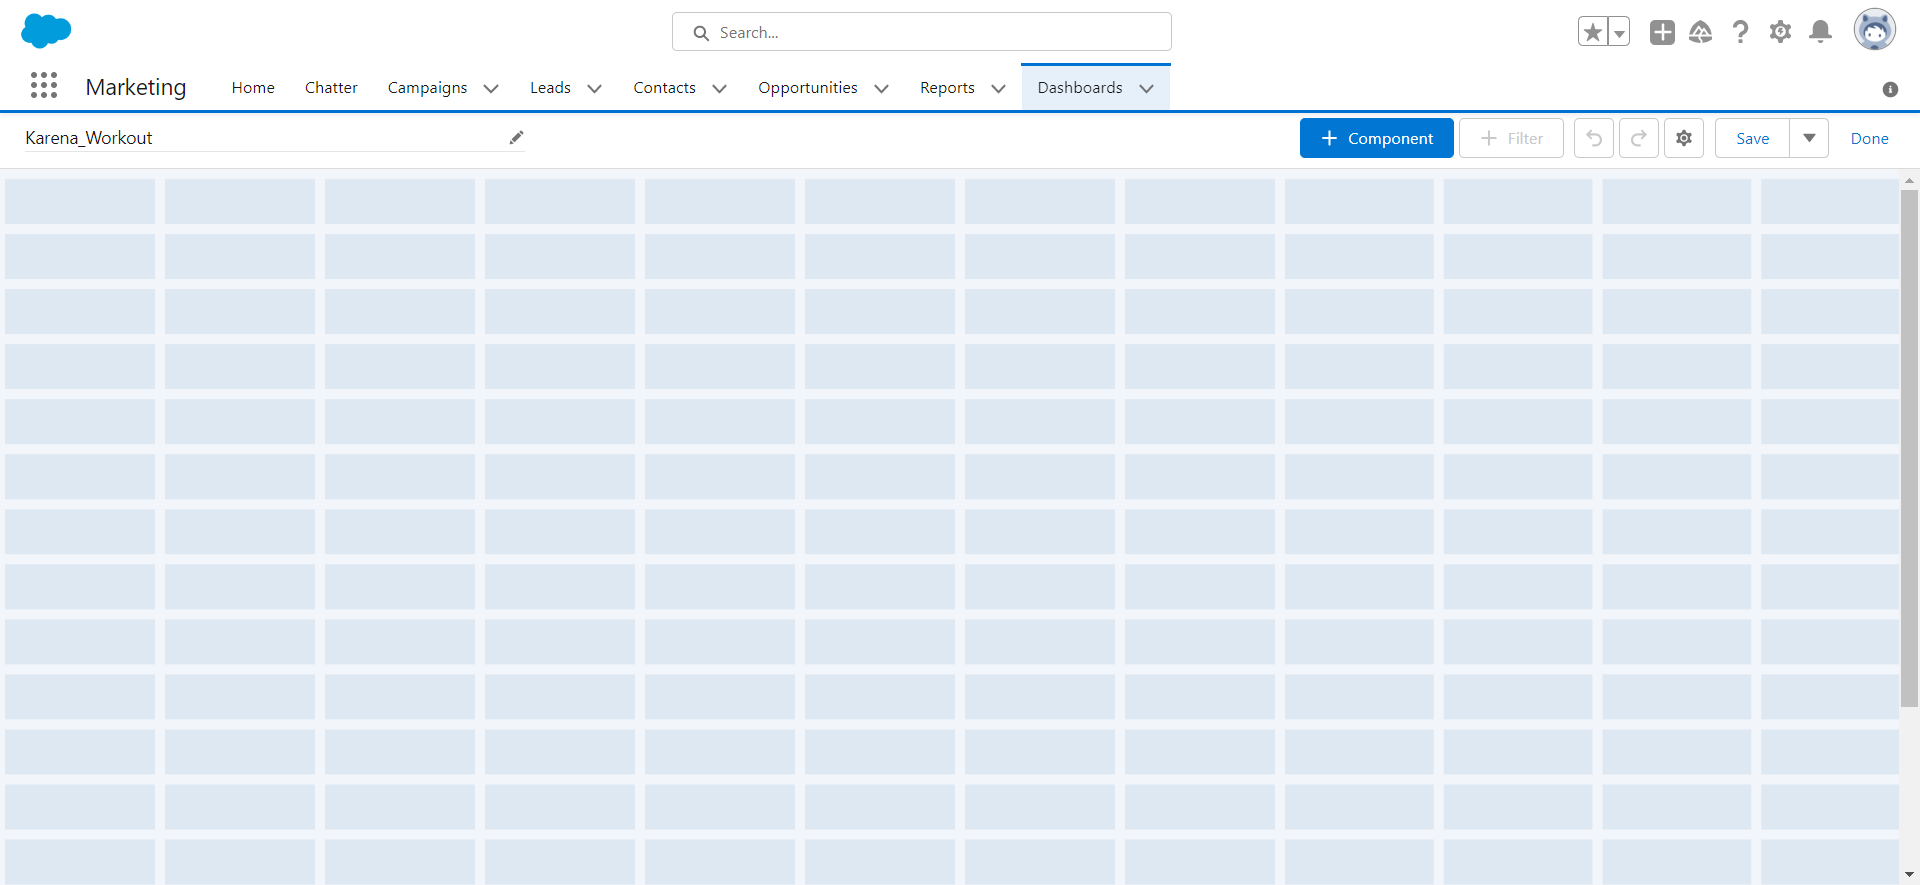 Search...
Marketing
Home
Chatter
Campaigns
Leads
Contacts
Opportunities
Reports
Dashboards
Karena_Workout
Component
Filter
Save
Done